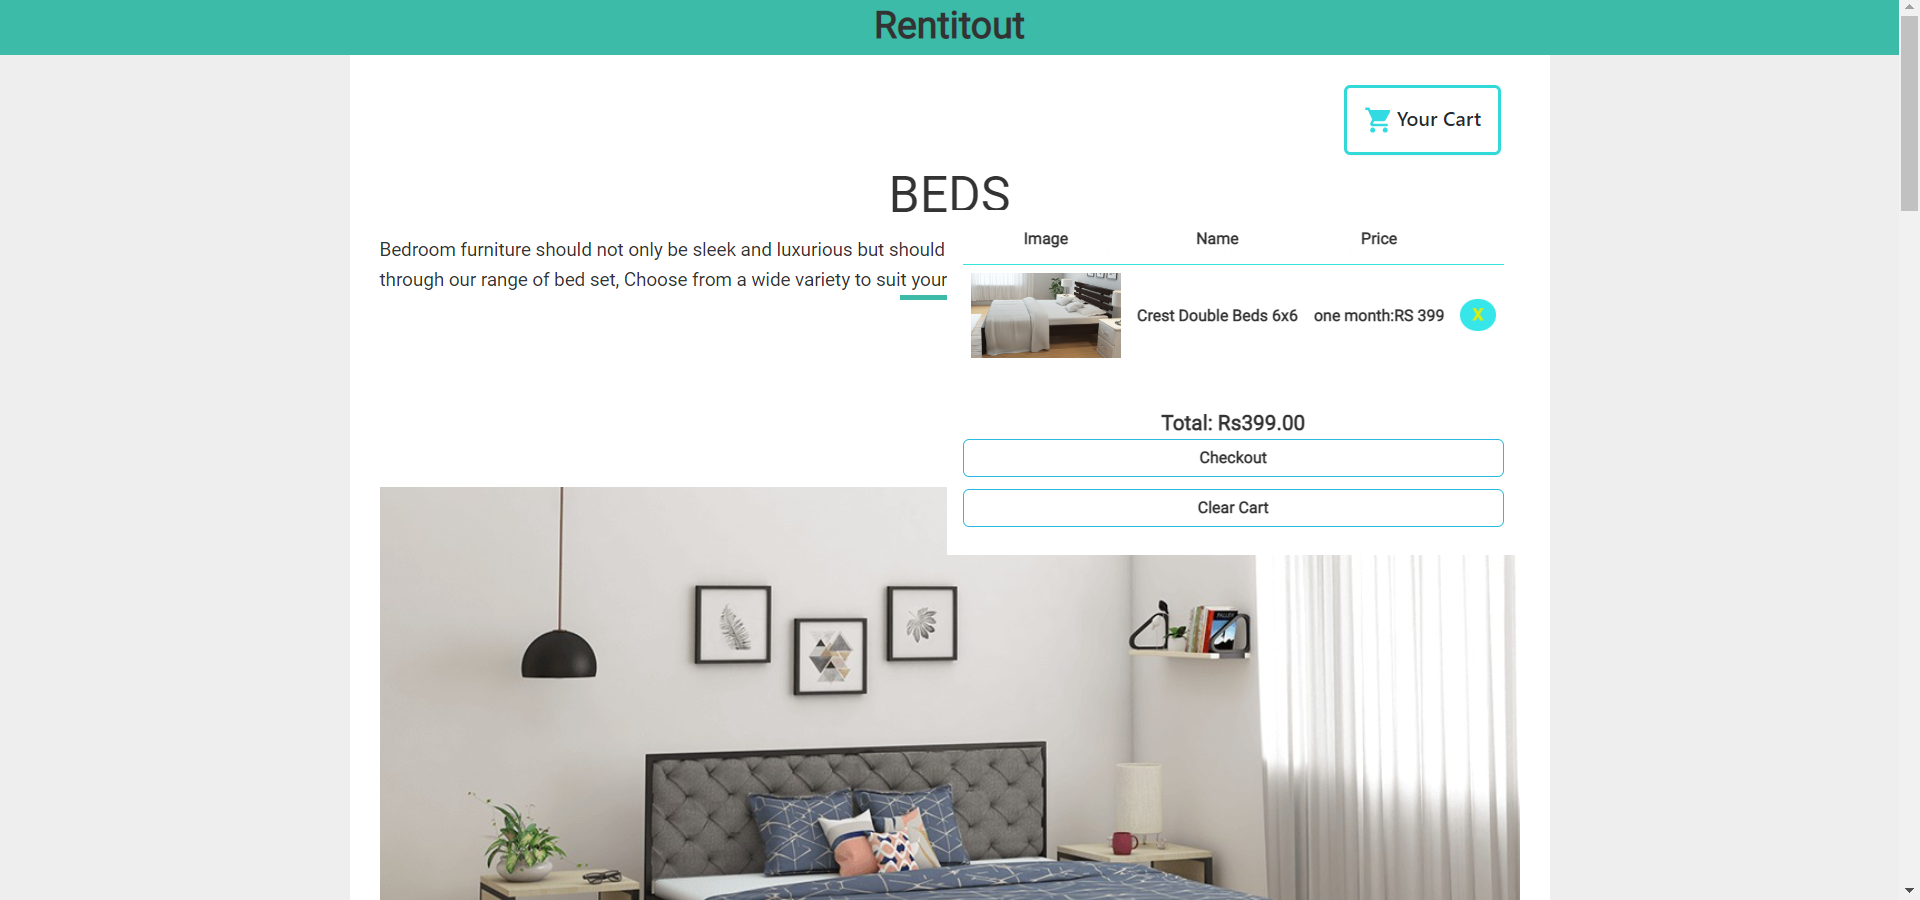 Rentitout
Your Cart
BEDS
Bedroom furniture should not only be sleek and luxurious but should
through our range of bed set, Choose from a wide variety to suit your
Image Name Price
Crest Double Beds 6x6 one month:RS 399 X
Total: Rs399.00
Checkout
Clear Cart